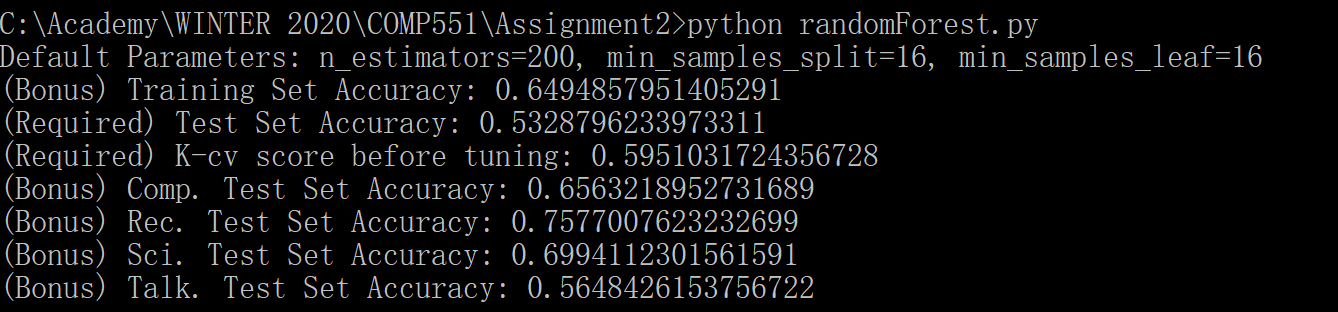 C:\Academy\WINTER 2020\COMP551\Assignment2>python randomForest.py
Default Parameters: n_estimators=200, min_samples_split=16, min_samples_leaf=16
(Bonus) Training Set Accuracy: 0.6494857951405291
(Required) Test Set Accuracy: 0.5328796233973311
(Required) K-cv score before tuning: 0.5951031724356728
(Bonus) Comp. Test Set Accuracy: 0.6563218952731689
(Bonus) Rec. Test Set Accuracy: 0.7577007623232699
(Bonus) Sci. Test Set Accuracy: 0.6994112301561591
(Bonus) Talk. Test Set Accuracy: 0.5648426153756722